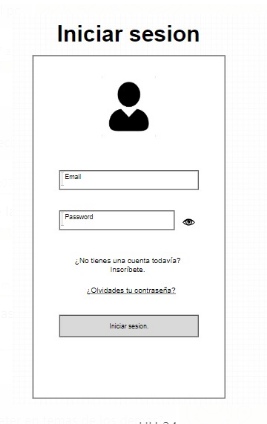 Iniciar sesion
Email
Password
¿No tienes una cuenta todavía?
Inscríbete.
¿Olvidades tu contraseña?
Iniciar sesion.